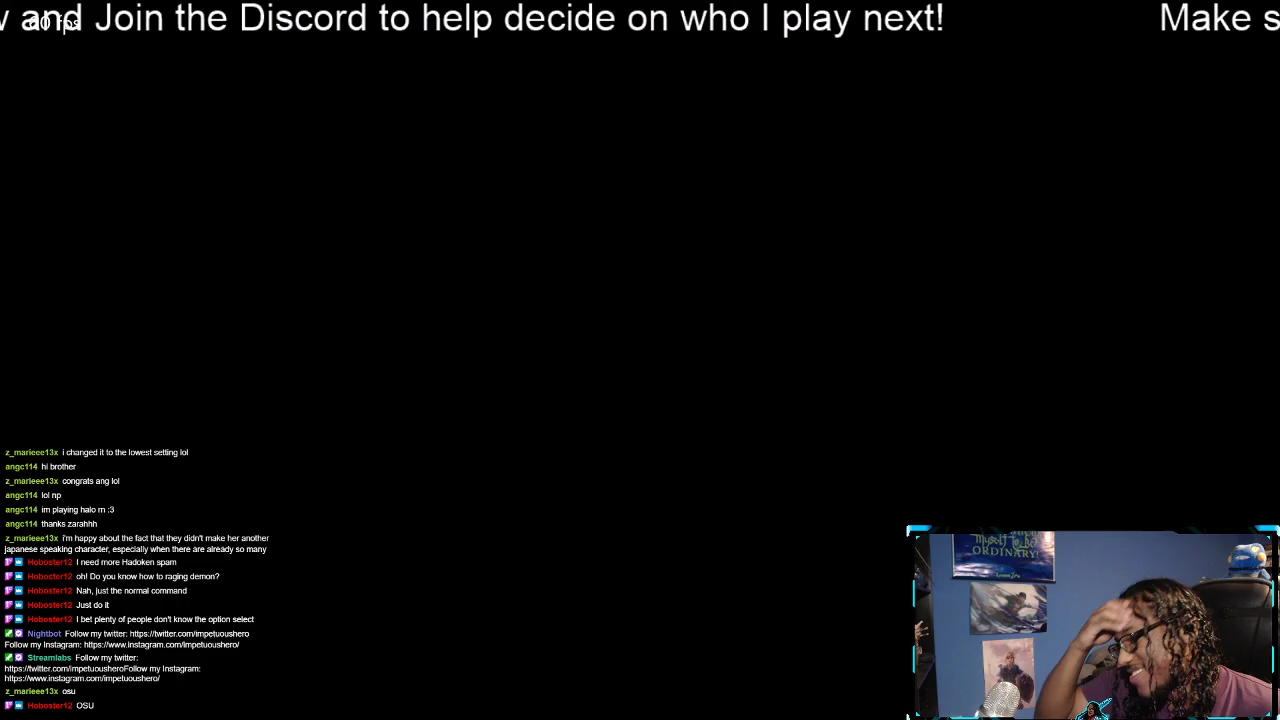 w and Join the Discord to help decide on who I play next! Make s
60 fps
z_marieee13x i changed it to the lowest setting lol
angc114 hi brother
z_marieee13x congrats ang lol
angc114 lol np
angc114 im playing halo rn :3
angc114 thanks zarahhh
z_marieee13x i'm happy about the fact that they didn't make her another
japanese speaking character, especially when there are already so many
Hoboster12 I need more Hadoken spam
Hoboster12 oh! Do you know how to raging demon?
Hoboster12 Nah, just the normal command
Hoboster12 Just do it
Hoboster12 I bet plenty of people don't know the option select
Nightbot Follow my twitter: https://twitter.com/impetuoushero
Follow my Instagram: https://www.instagram.com/impetuoushero/
Streamlabs Follow my twitter:
https://twitter.com/impetuousheroFollow my Instagram:
https://www.instagram.com/impetuoushero/
z_marieee13x osu
Hoboster12 OSU
myself to be
ORDINARY!